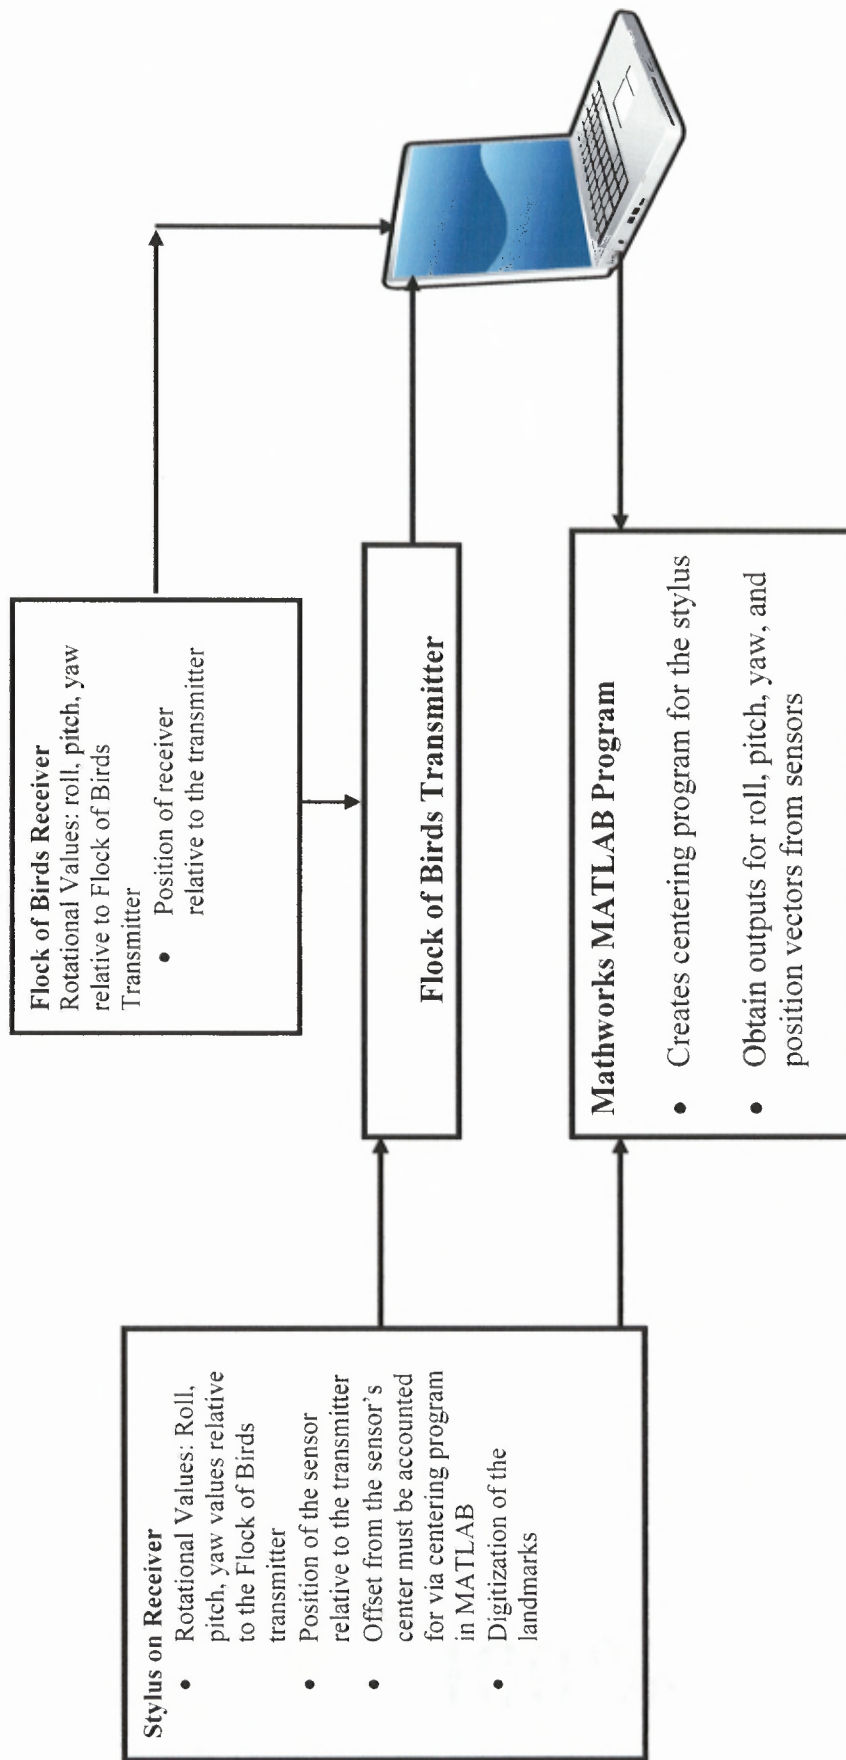 Stylus on Receiver
• Rotational Values: Roll,
pitch, yaw values relative
to the Flock of Birds
transmitter
• Position of the sensor
relative to the transmitter
• Offset from the sensor's
center must be accounted
for via centering program
in MATLAB
• Digitization of the
landmarks
Flock of Birds Receiver
Rotational Values: roll, pitch, yaw
relative to Flock of Birds
Transmitter
• Position of receiver
relative to the transmitter
Flock of Birds Transmitter
Mathworks MATLAB Program
• Creates centering program for the stylus
• Obtain outputs for roll, pitch, yaw, and
position vectors from sensors